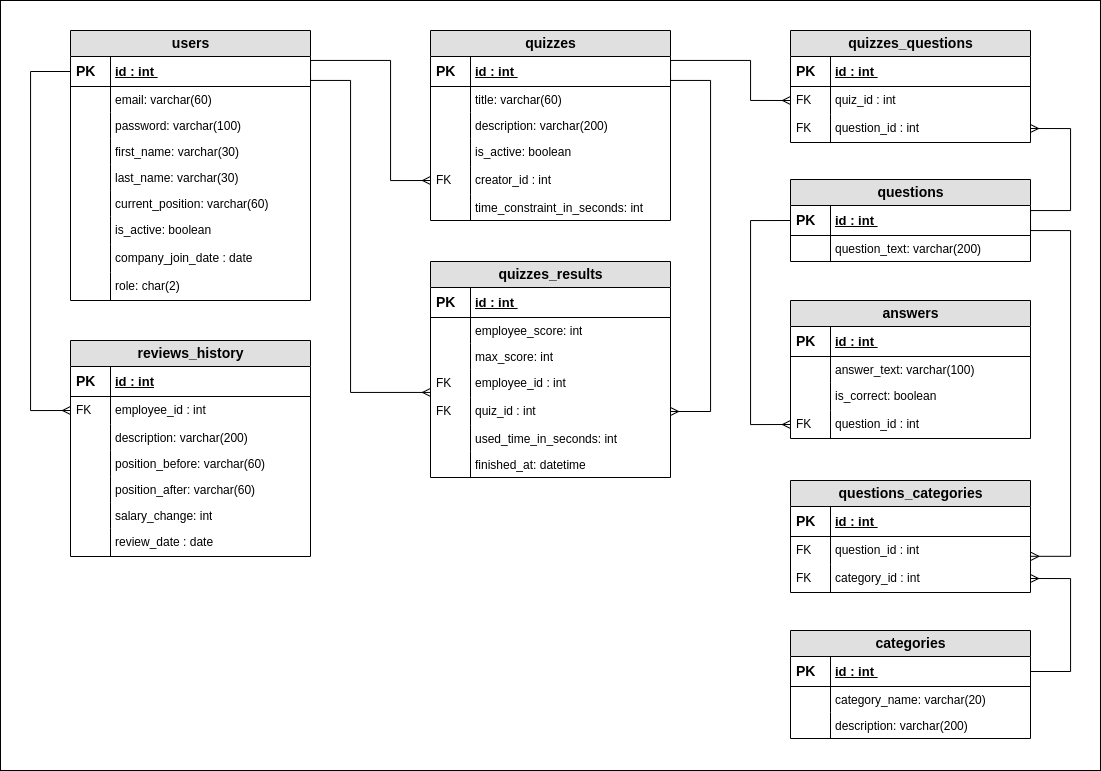 users
PK id : int
email: varchar(60)
password: varchar(100)
first_name: varchar(30)
last_name: varchar(30)
current_position: varchar(60)
is_active: boolean
company_join_date : date
role: char(2)
reviews_history
PK id : int
FK employee_id : int
description: varchar(200)
position_before: varchar(60)
position_after: varchar(60)
salary_change: int
review_date : date
quizzes
PK id : int
title: varchar(60)
description: varchar(200)
is_active: boolean
FK creator_id : int
time_constraint_in_seconds: int
quizzes_results
PK id : int
employee_score: int
max_score: int
FK employee_id : int
FK quiz_id : int
used_time_in_seconds: int
finished_at: datetime
quizzes_questions
PK id : int
FK quiz_id : int
FK question_id : int
questions
PK id : int
question_text: varchar(200)
answers
PK id : int
answer_text: varchar(100)
is_correct: boolean
FK question_id : int
questions_categories
PK id : int
FK question_id : int
FK category_id : int
categories
PK id : int
category_name: varchar(20)
description: varchar(200)